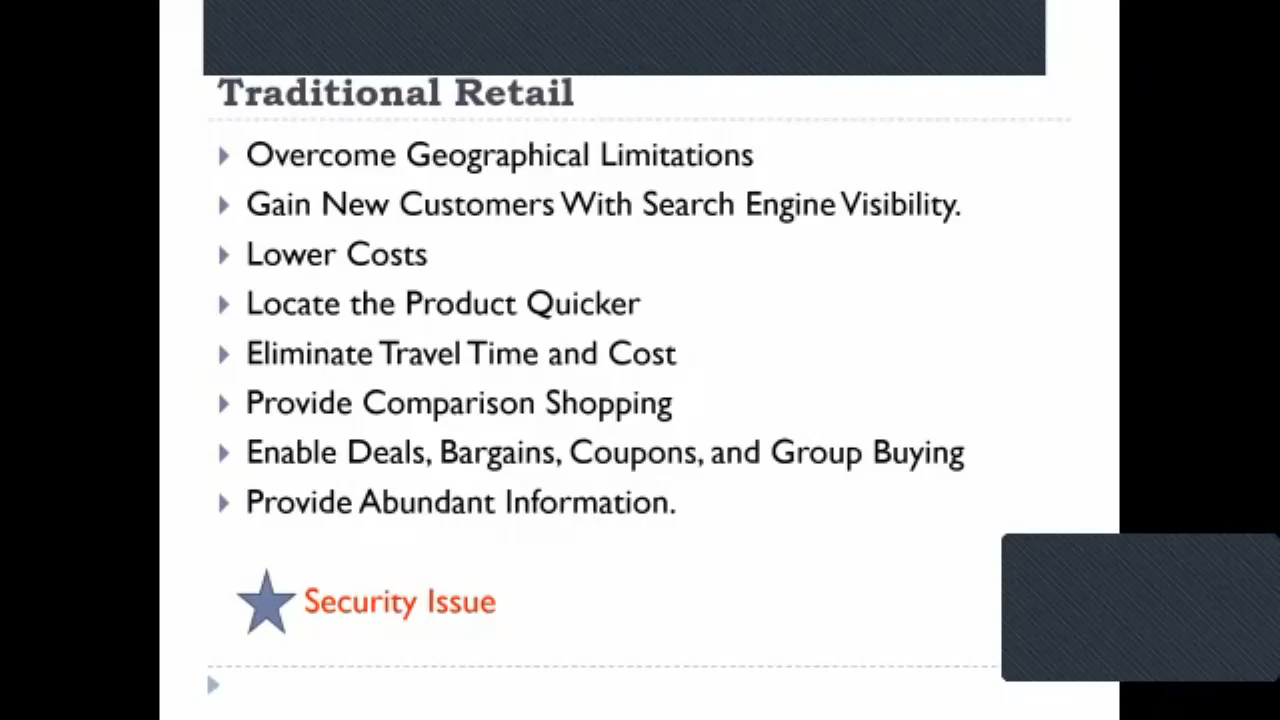 Traditional Retail
Overcome Geographical Limitations
Gain New Customers With Search Engine Visibility.
Lower Costs
Locate the Product Quicker
Eliminate Travel Time and Cost
Provide Comparison Shopping
Enable Deals, Bargains, Coupons, and Group Buying
Provide Abundant Information.
Security Issue